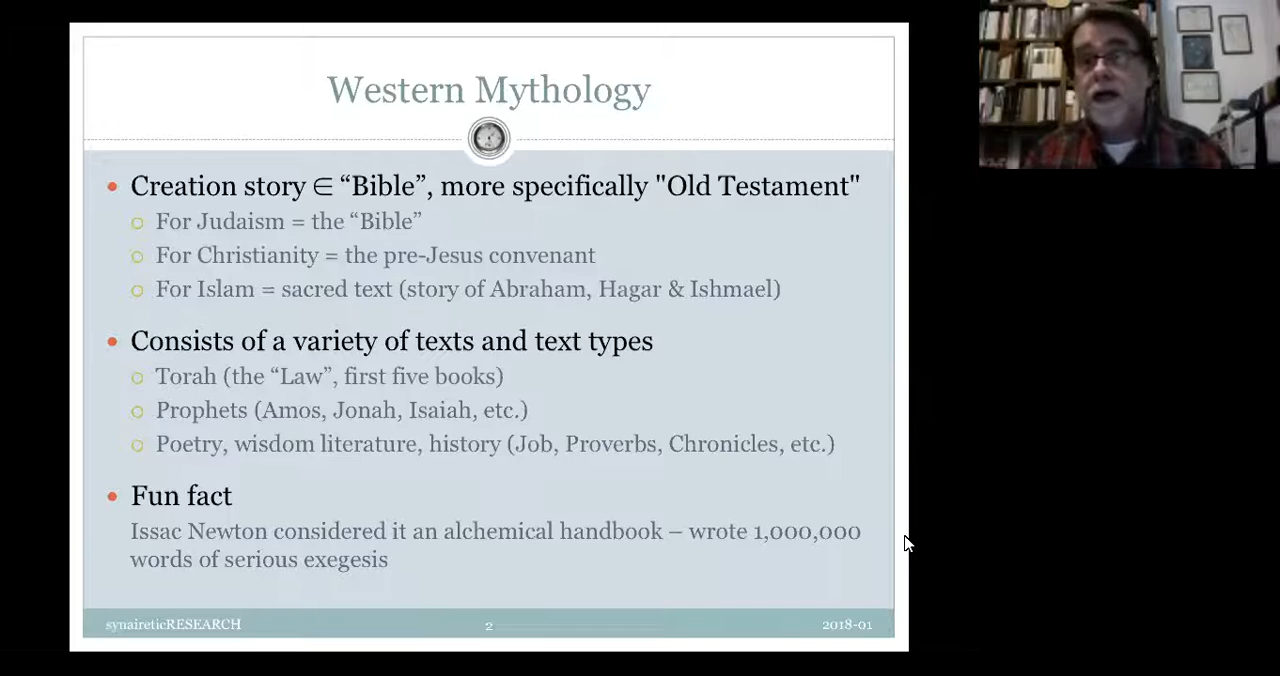 Western Mythology
• Creation story ∈ “Bible”, more specifically "Old Testament"
○ For Judaism = the “Bible”
○ For Christianity = the pre-Jesus convenant
○ For Islam = sacred text (story of Abraham, Hagar & Ishmael)
• Consists of a variety of texts and text types
○ Torah (the “Law”, first five books)
○ Prophets (Amos, Jonah, Isaiah, etc.)
○ Poetry, wisdom literature, history (Job, Proverbs, Chronicles, etc.)
• Fun fact
Issac Newton considered it an alchemical handbook – wrote 1,000,000
words of serious exegesis
synaireticRESEARCH 2 2018-01